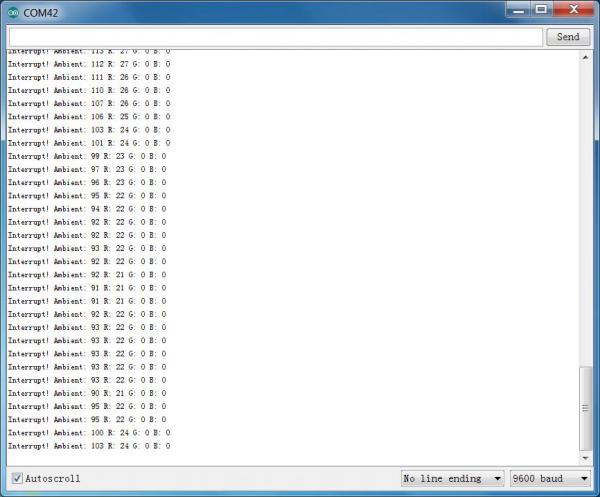 COM42
Send
Interrupt! Ambient: 113 R: 27 G: 0 B: 0
Interrupt! Ambient: 112 R: 27 G: 0 B: 0
Interrupt! Ambient: 111 R: 26 G: 0 B: 0
Interrupt! Ambient: 110 R: 26 G: 0 B: 0
Interrupt! Ambient: 107 R: 26 G: 0 B: 0
Interrupt! Ambient: 106 R: 25 G: 0 B: 0
Interrupt! Ambient: 103 R: 24 G: 0 B: 0
Interrupt! Ambient: 101 R: 24 G: 0 B: 0
Interrupt! Ambient: 99 R: 23 G: 0 B: 0
Interrupt! Ambient: 97 R: 23 G: 0 B: 0
Interrupt! Ambient: 96 R: 23 G: 0 B: 0
Interrupt! Ambient: 95 R: 22 G: 0 B: 0
Interrupt! Ambient: 94 R: 22 G: 0 B: 0
Interrupt! Ambient: 92 R: 22 G: 0 B: 0
Interrupt! Ambient: 92 R: 22 G: 0 B: 0
Interrupt! Ambient: 93 R: 22 G: 0 B: 0
Interrupt! Ambient: 92 R: 22 G: 0 B: 0
Interrupt! Ambient: 92 R: 21 G: 0 B: 0
Interrupt! Ambient: 91 R: 21 G: 0 B: 0
Interrupt! Ambient: 91 R: 21 G: 0 B: 0
Interrupt! Ambient: 92 R: 22 G: 0 B: 0
Interrupt! Ambient: 93 R: 22 G: 0 B: 0
Interrupt! Ambient: 93 R: 22 G: 0 B: 0
Interrupt! Ambient: 93 R: 22 G: 0 B: 0
Interrupt! Ambient: 93 R: 22 G: 0 B: 0
Interrupt! Ambient: 93 R: 22 G: 0 B: 0
Interrupt! Ambient: 90 R: 21 G: 0 B: 0
Interrupt! Ambient: 95 R: 22 G: 0 B: 0
Interrupt! Ambient: 95 R: 22 G: 0 B: 0
Interrupt! Ambient: 100 R: 24 G: 0 B: 0
Interrupt! Ambient: 103 R: 24 G: 0 B: 0
Autoscroll
No line ending
9600 baud